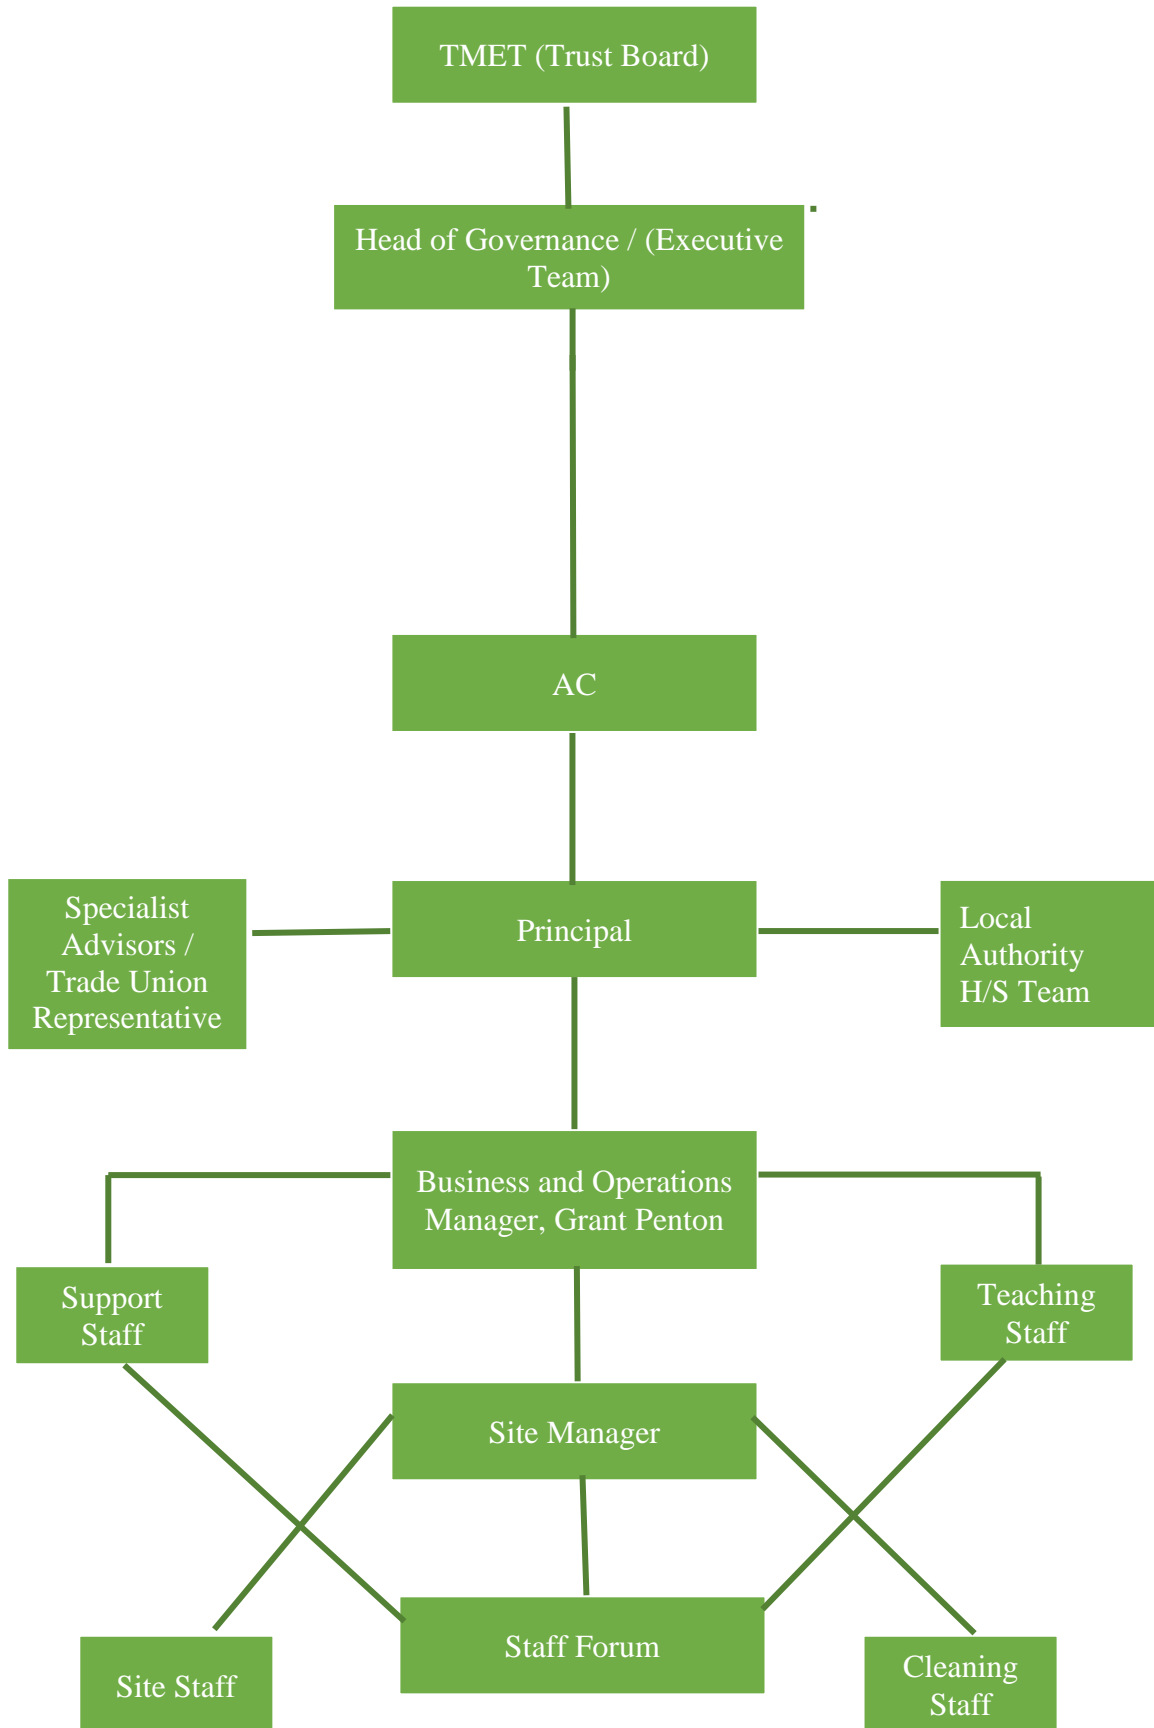 TMET (Trust Board)
Head of Governance / (Executive
Team)
AC
Specialist
Advisors /
Trade Union
Representative
Principal
Local
Authority
H/S Team
Business and Operations
Manager, Grant Penton
Support
Staff
Teaching
Staff
Site Manager
Site Staff
Staff Forum
Cleaning
Staff